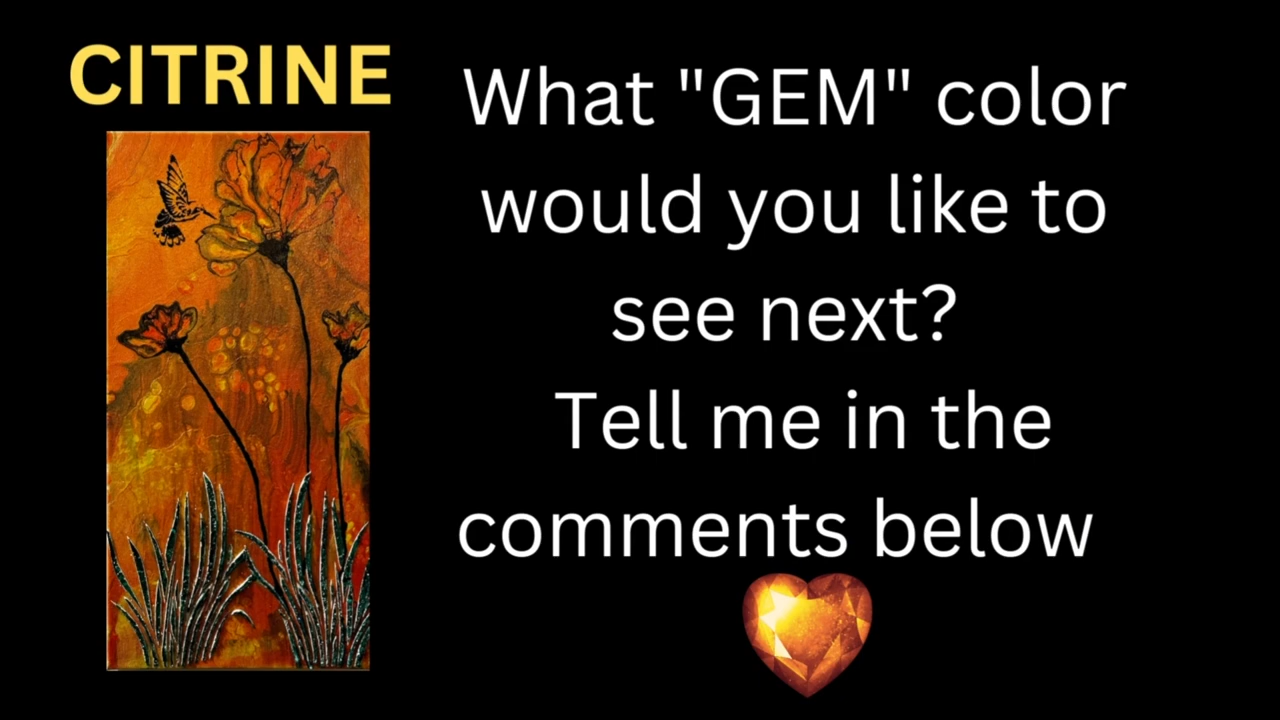 CITRINE
What "GEM" color
would you like to
see next?
Tell me in the
comments below